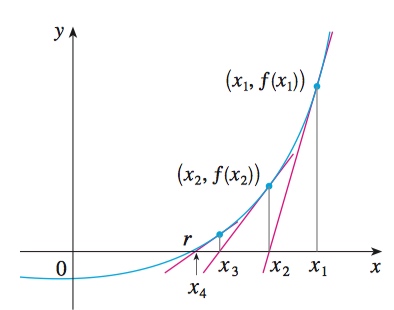 y
(x₁, f(x₁))
(x₂, f(x₂))
r
0
x₃
x₂
x₁
x
x₄